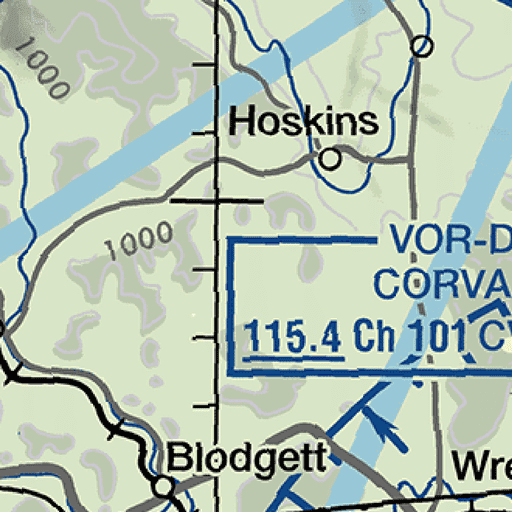 1000
Hoskins
1000
VOR-D
CORVA
115.4 Ch 101 CV
Blodgett
Wre